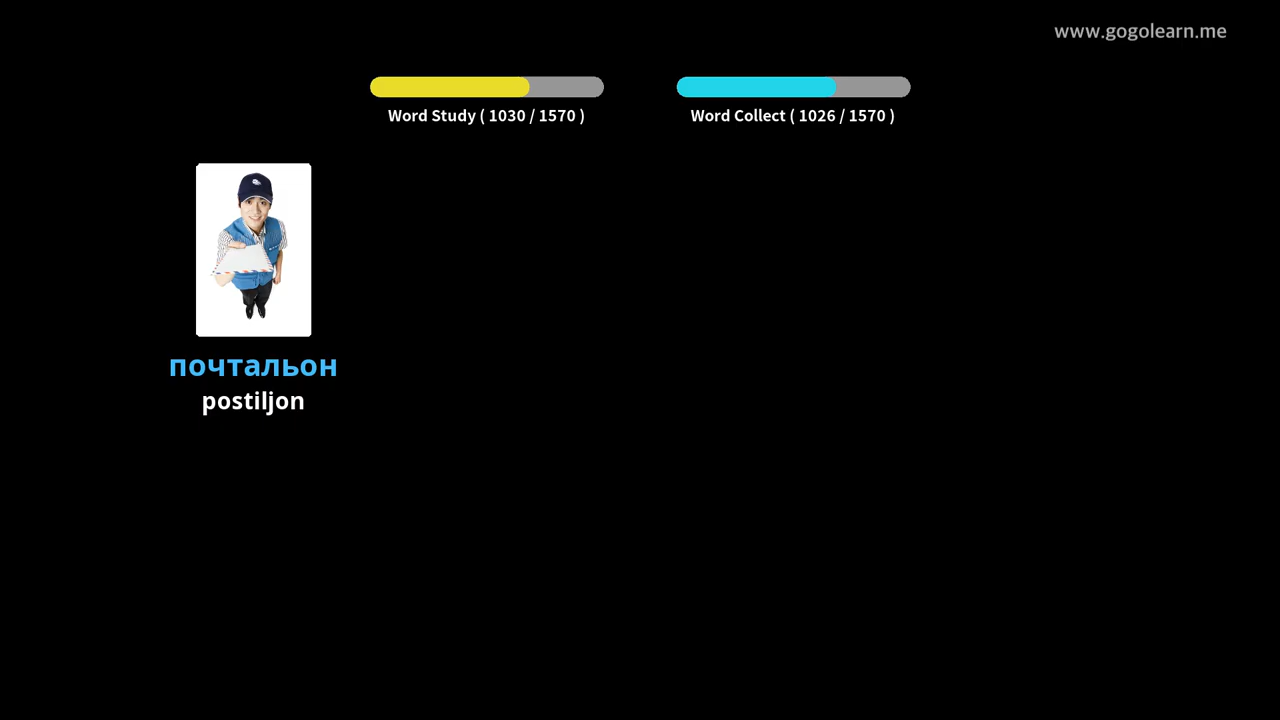 www.gogolearn.me
Word Study ( 1030 / 1570 )
Word Collect ( 1026 / 1570 )
почтальон
postiljon